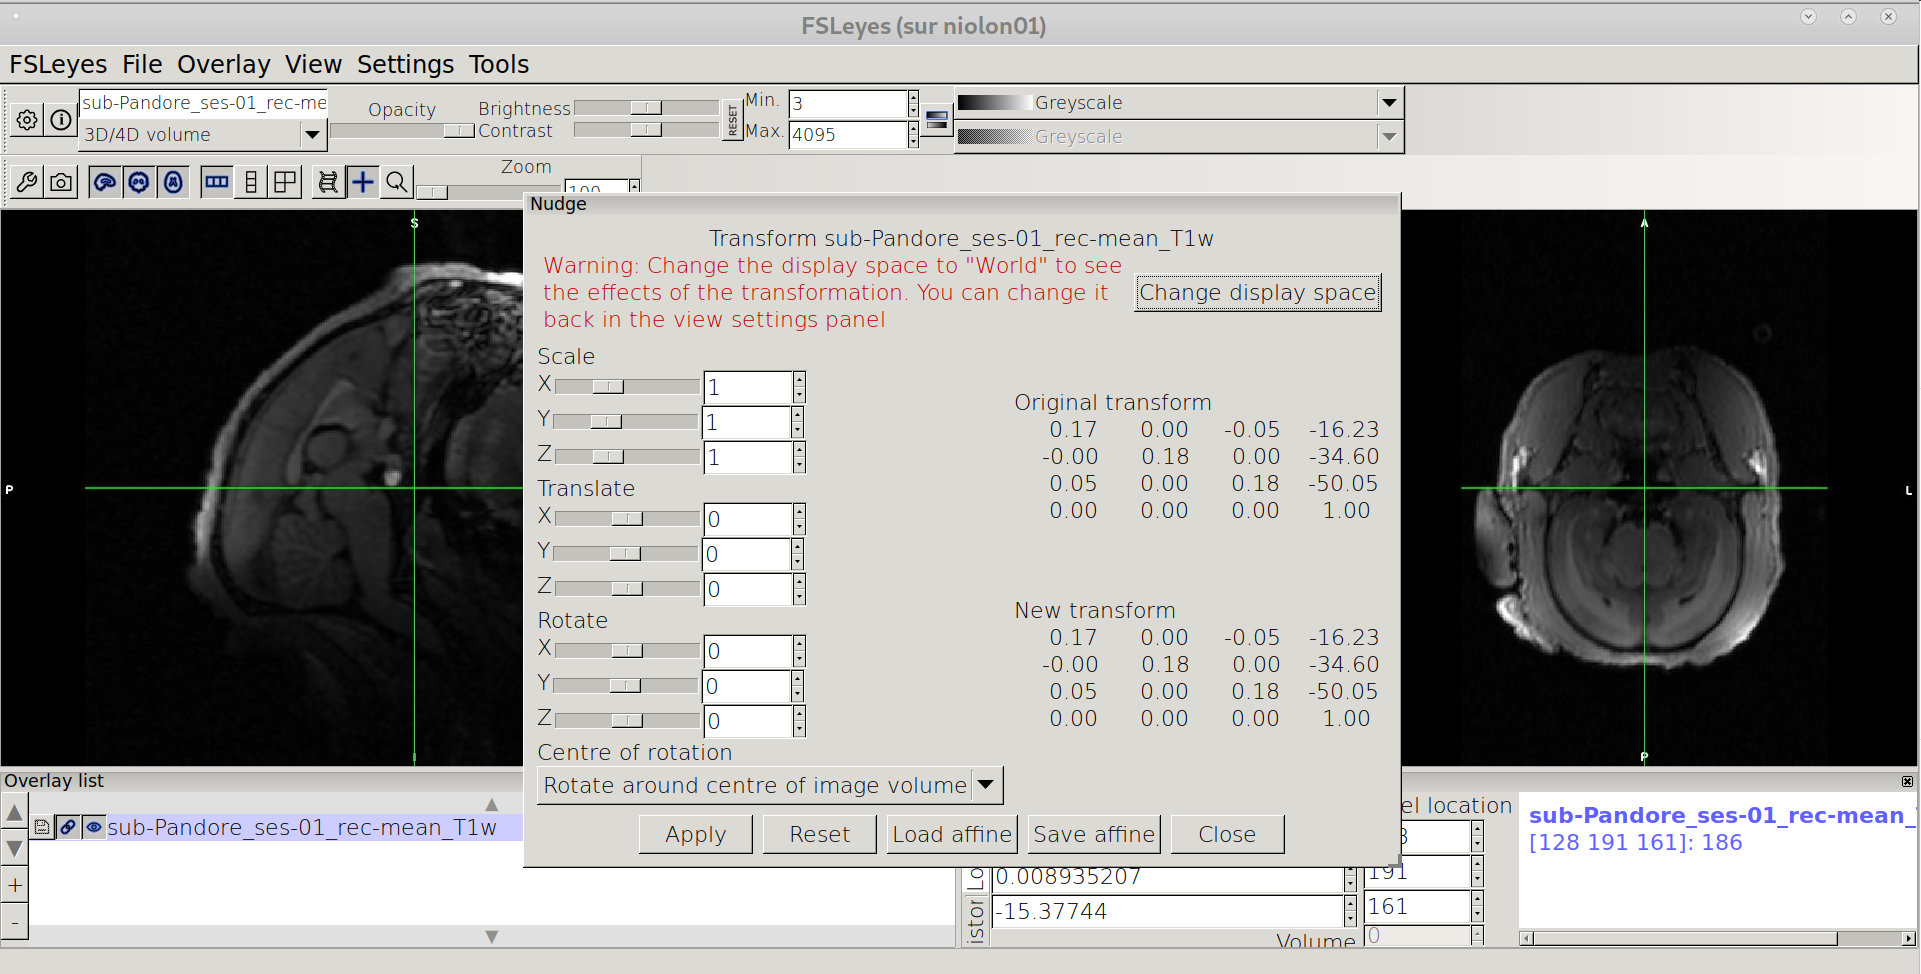 FSLeyes (sur niolon01)
FSLeyes File Overlay View Settings Tools
sub-Pandore_ses-01_rec-me
3D/4D volume
Opacity
Brightness
Contrast
RESET
Min. 3
Max. 4095
Greyscale
Greyscale
Zoom
100
Nudge
Transform sub-Pandore_ses-01_rec-mean_T1w
Warning: Change the display space to "World" to see
the effects of the transformation. You can change it
back in the view settings panel
Change display space
Scale
X 1
Y 1
Z 1
Translate
X 0
Y 0
Z 0
Rotate
X 0
Y 0
Z 0
Original transform
0.17 0.00 -0.05 -16.23
-0.00 0.18 0.00 -34.60
0.05 0.00 0.18 -50.05
0.00 0.00 0.00 1.00
New transform
0.17 0.00 -0.05 -16.23
-0.00 0.18 0.00 -34.60
0.05 0.00 0.18 -50.05
0.00 0.00 0.00 1.00
Centre of rotation
Rotate around centre of image volume
Apply Reset Load affine Save affine Close
S
P
A
L
P
Overlay list
sub-Pandore_ses-01_rec-mean_T1w
+
-
el location
0.008935207
191
-15.37744
161
Volume 0
Lo
istor
sub-Pandore_ses-01_rec-mean_
[128 191 161]: 186